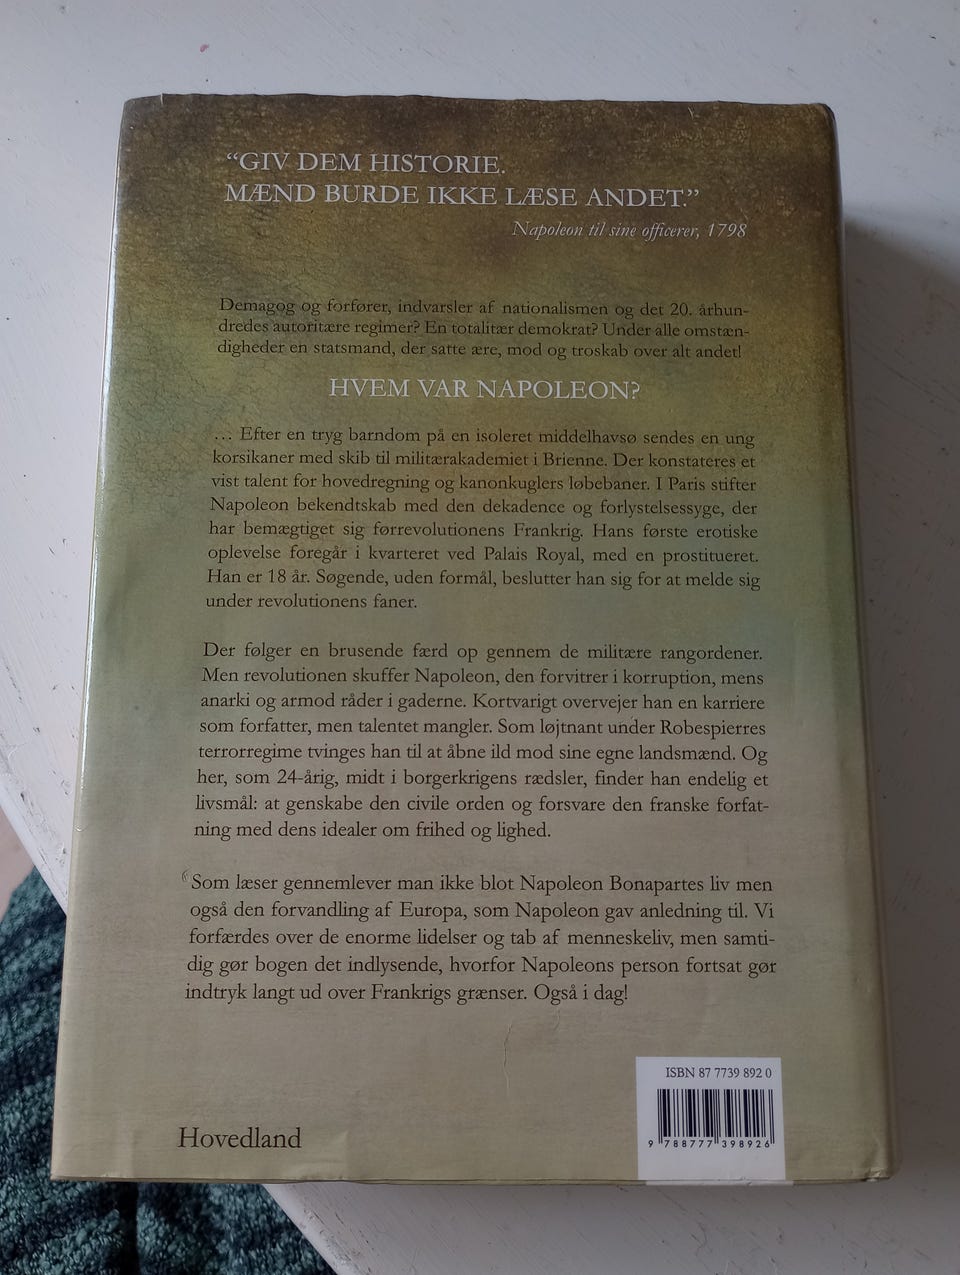 “GIV DEM HISTORIE.
MÆND BURDE IKKE LÆSE ANDET.”
Napoleon til sine officerer, 1798
Demagog og forfører, indvarsler af nationalismen og det 20. århun-
dredes autoritære regimer? En totalitær demokrat? Under alle omstæn-
digheder en statsmand, der satte ære, mod og troskab over alt andet!
HVEM VAR NAPOLEON?
… Efter en tryg barndom på en isoleret middelhavsø sendes en ung
korsikaner med skib til militærakademiet i Brienne. Der konstateres et
vist talent for hovedregning og kanonkuglers løbebaner. I Paris stifter
Napoleon bekendtskab med den dekadence og forlystelsessyge, der
har bemægtiget sig førrevolutionens Frankrig. Hans første erotiske
oplevelse foregår i kvarteret ved Palais Royal, med en prostitueret.
Han er 18 år. Søgende, uden formål, beslutter han sig for at melde sig
under revolutionens faner.
Der følger en brusende færd op gennem de militære rangordener.
Men revolutionen skuffer Napoleon, den forvitrer i korruption, mens
anarki og armod råder i gaderne. Kortvarigt overvejer han en karriere
som forfatter, men talentet mangler. Som løjtnant under Robespierres
terrorregime tvinges han til at åbne ild mod sine egne landsmænd. Og
her, som 24-årig, midt i borgerkrigens rædsler, finder han endelig et
livsmål: at genskabe den civile orden og forsvare den franske forfat-
ning med dens idealer om frihed og lighed.
Som læser gennemlever man ikke blot Napoleon Bonapartes liv men
også den forvandling af Europa, som Napoleon gav anledning til. Vi
forfærdes over de enorme lidelser og tab af menneskeliv, men samti-
dig gør bogen det indlysende, hvorfor Napoleons person fortsat gør
indtryk langt ud over Frankrigs grænser. Også i dag!
ISBN 87 7739 892 0
9 788777 398926
Hovedland